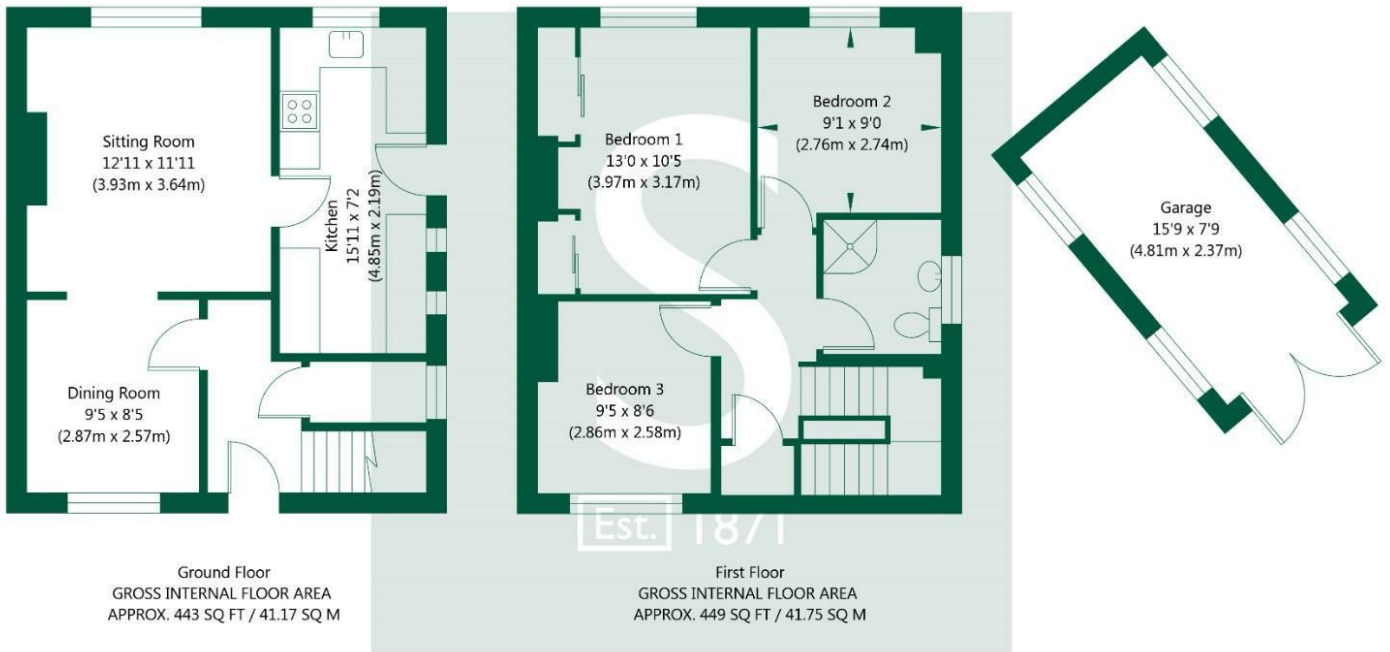 Sitting Room
12'11 x 11'11
(3.93m x 3.64m)
Kitchen
15'11 x 7'2
(4.85m x 2.19m)
Dining Room
9'5 x 8'5
(2.87m x 2.57m)
Ground Floor
GROSS INTERNAL FLOOR AREA
APPROX. 443 SQ FT / 41.17 SQ M
Bedroom 1
13'0 x 10'5
(3.97m x 3.17m)
Bedroom 2
9'1 x 9'0
(2.76m x 2.74m)
Bedroom 3
9'5 x 8'6
(2.86m x 2.58m)
S
Est. 1871
First Floor
GROSS INTERNAL FLOOR AREA
APPROX. 449 SQ FT / 41.75 SQ M
Garage
15'9 x 7'9
(4.81m x 2.37m)